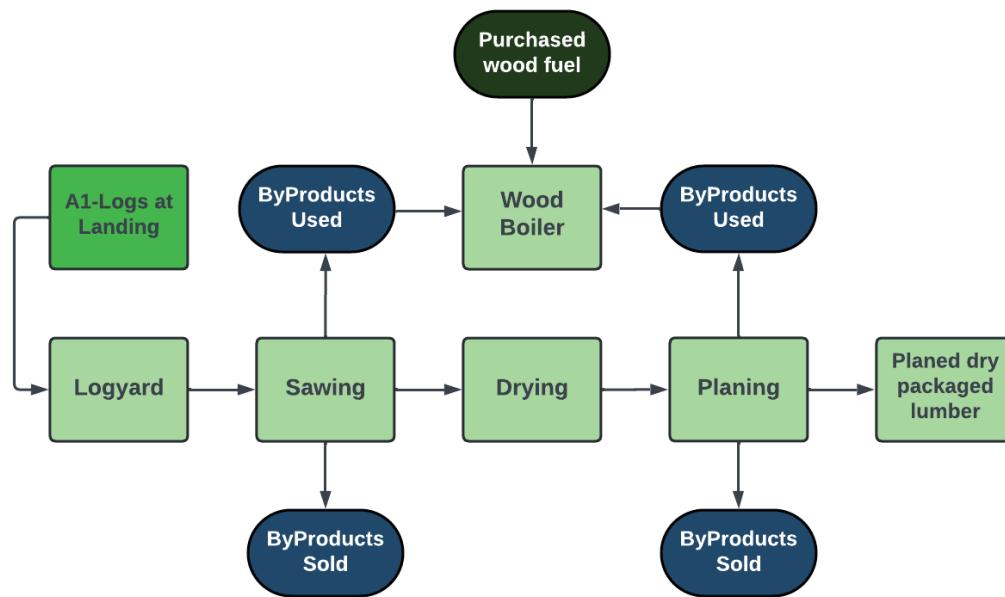 Purchased
wood fuel
A1-Logs at
Landing
ByProducts
Used
Wood
Boiler
ByProducts
Used
Logyard
Sawing
Drying
Planing
Planed dry
packaged
lumber
ByProducts
Sold
ByProducts
Sold